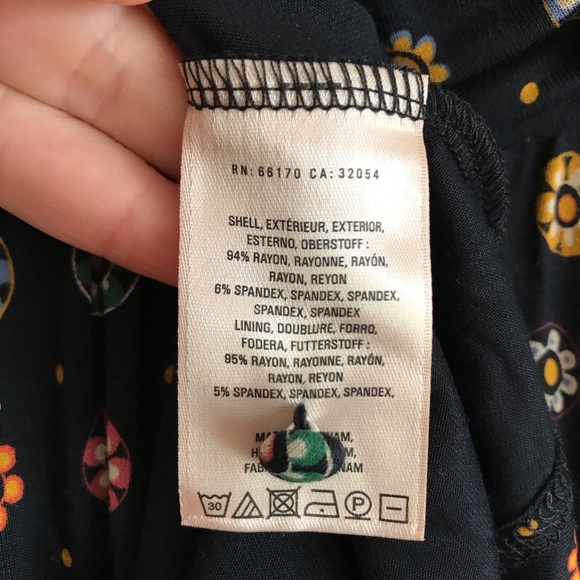 RN: 66170 CA: 32054
SHELL, EXTÉRIEUR, EXTERIOR,
ESTERNO, OBERSTOFF :
94% RAYON, RAYONNE, RAYÓN,
RAYON, REYON
6% SPANDEX, SPANDEX, SPANDEX,
SPANDEX, SPANDEX
LINING, DOUBLURE, FORRO,
FODERA, FUTTERSTOFF :
95% RAYON, RAYONNE, RAYÓN,
RAYON, REYON
5% SPANDEX, SPANDEX, SPANDEX,
30
P